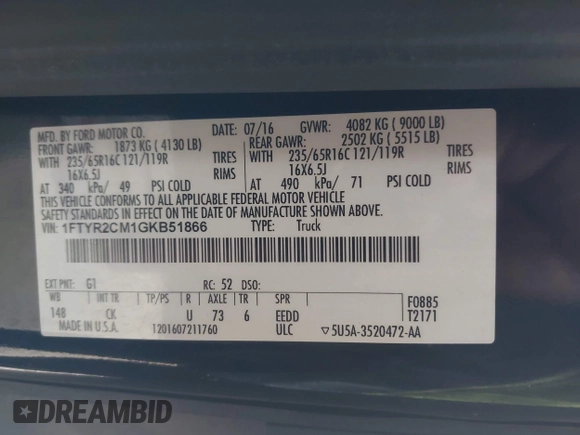 MFD. BY FORD MOTOR CO. DATE: 07/16 GVWR: 4082 KG ( 9000 LB)
FRONT GAWR: 1873 KG ( 4130 LB) REAR GAWR: 2502 KG ( 5515 LB)
WITH 235/65R16C 121/119R TIRES WITH 235/65R16C 121/119R TIRES
16X6.5J RIMS 16X6.5J RIMS
AT 340 kPa/ 49 PSI COLD AT 490 kPa/ 71 PSI COLD
THIS VEHICLE CONFORMS TO ALL APPLICABLE FEDERAL MOTOR VEHICLE
SAFETY STANDARDS IN EFFECT ON THE DATE OF MANUFACTURE SHOWN ABOVE.
VIN: 1FTYR2CM1GKB51866 TYPE: Truck
EXT PNT: G1 RC: 52 DSO: F0885
WB INT TR TP/PS R AXLE TR SPR T2171
148 CK U 73 6 EEDD
MADE IN U.S.A. 1201607211760 ULC ▽5U5A-3520472-AA
DREAMBID